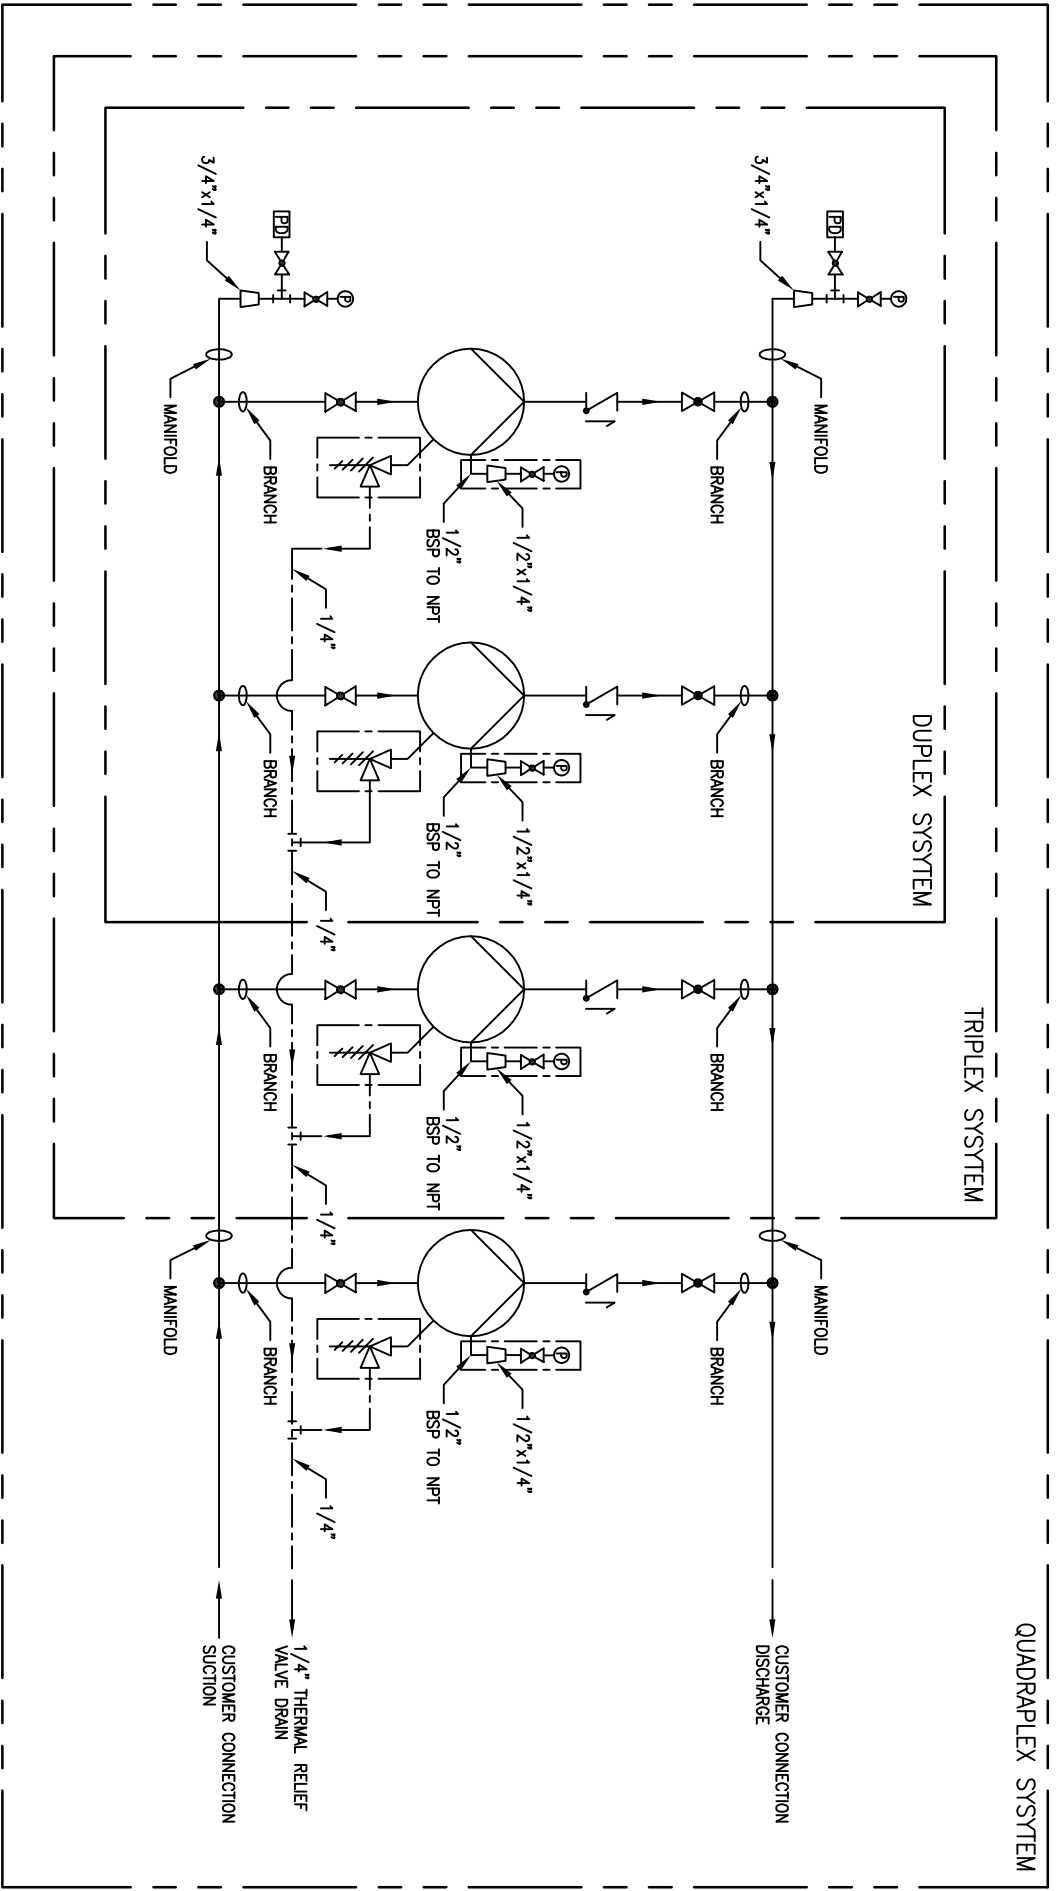 QUADRAPLEX SYSYTEM
TRIPLEX SYSYTEM
DUPLEX SYSYTEM
3/4"x1/4"
PD
P
MANIFOLD
MANIFOLD
CUSTOMER CONNECTION
DISCHARGE
BRANCH
BRANCH
BRANCH
BRANCH
P
1/2"x1/4"
P
1/2"x1/4"
P
1/2"x1/4"
P
1/2"x1/4"
1/2"
BSP TO NPT
1/2"
BSP TO NPT
1/2"
BSP TO NPT
1/2"
BSP TO NPT
1/4"
1/4"
1/4"
1/4"
1/4" THERMAL RELIEF
VALVE DRAIN
3/4"x1/4"
PD
P
BRANCH
BRANCH
BRANCH
BRANCH
CUSTOMER CONNECTION
SUCTION
MANIFOLD
MANIFOLD